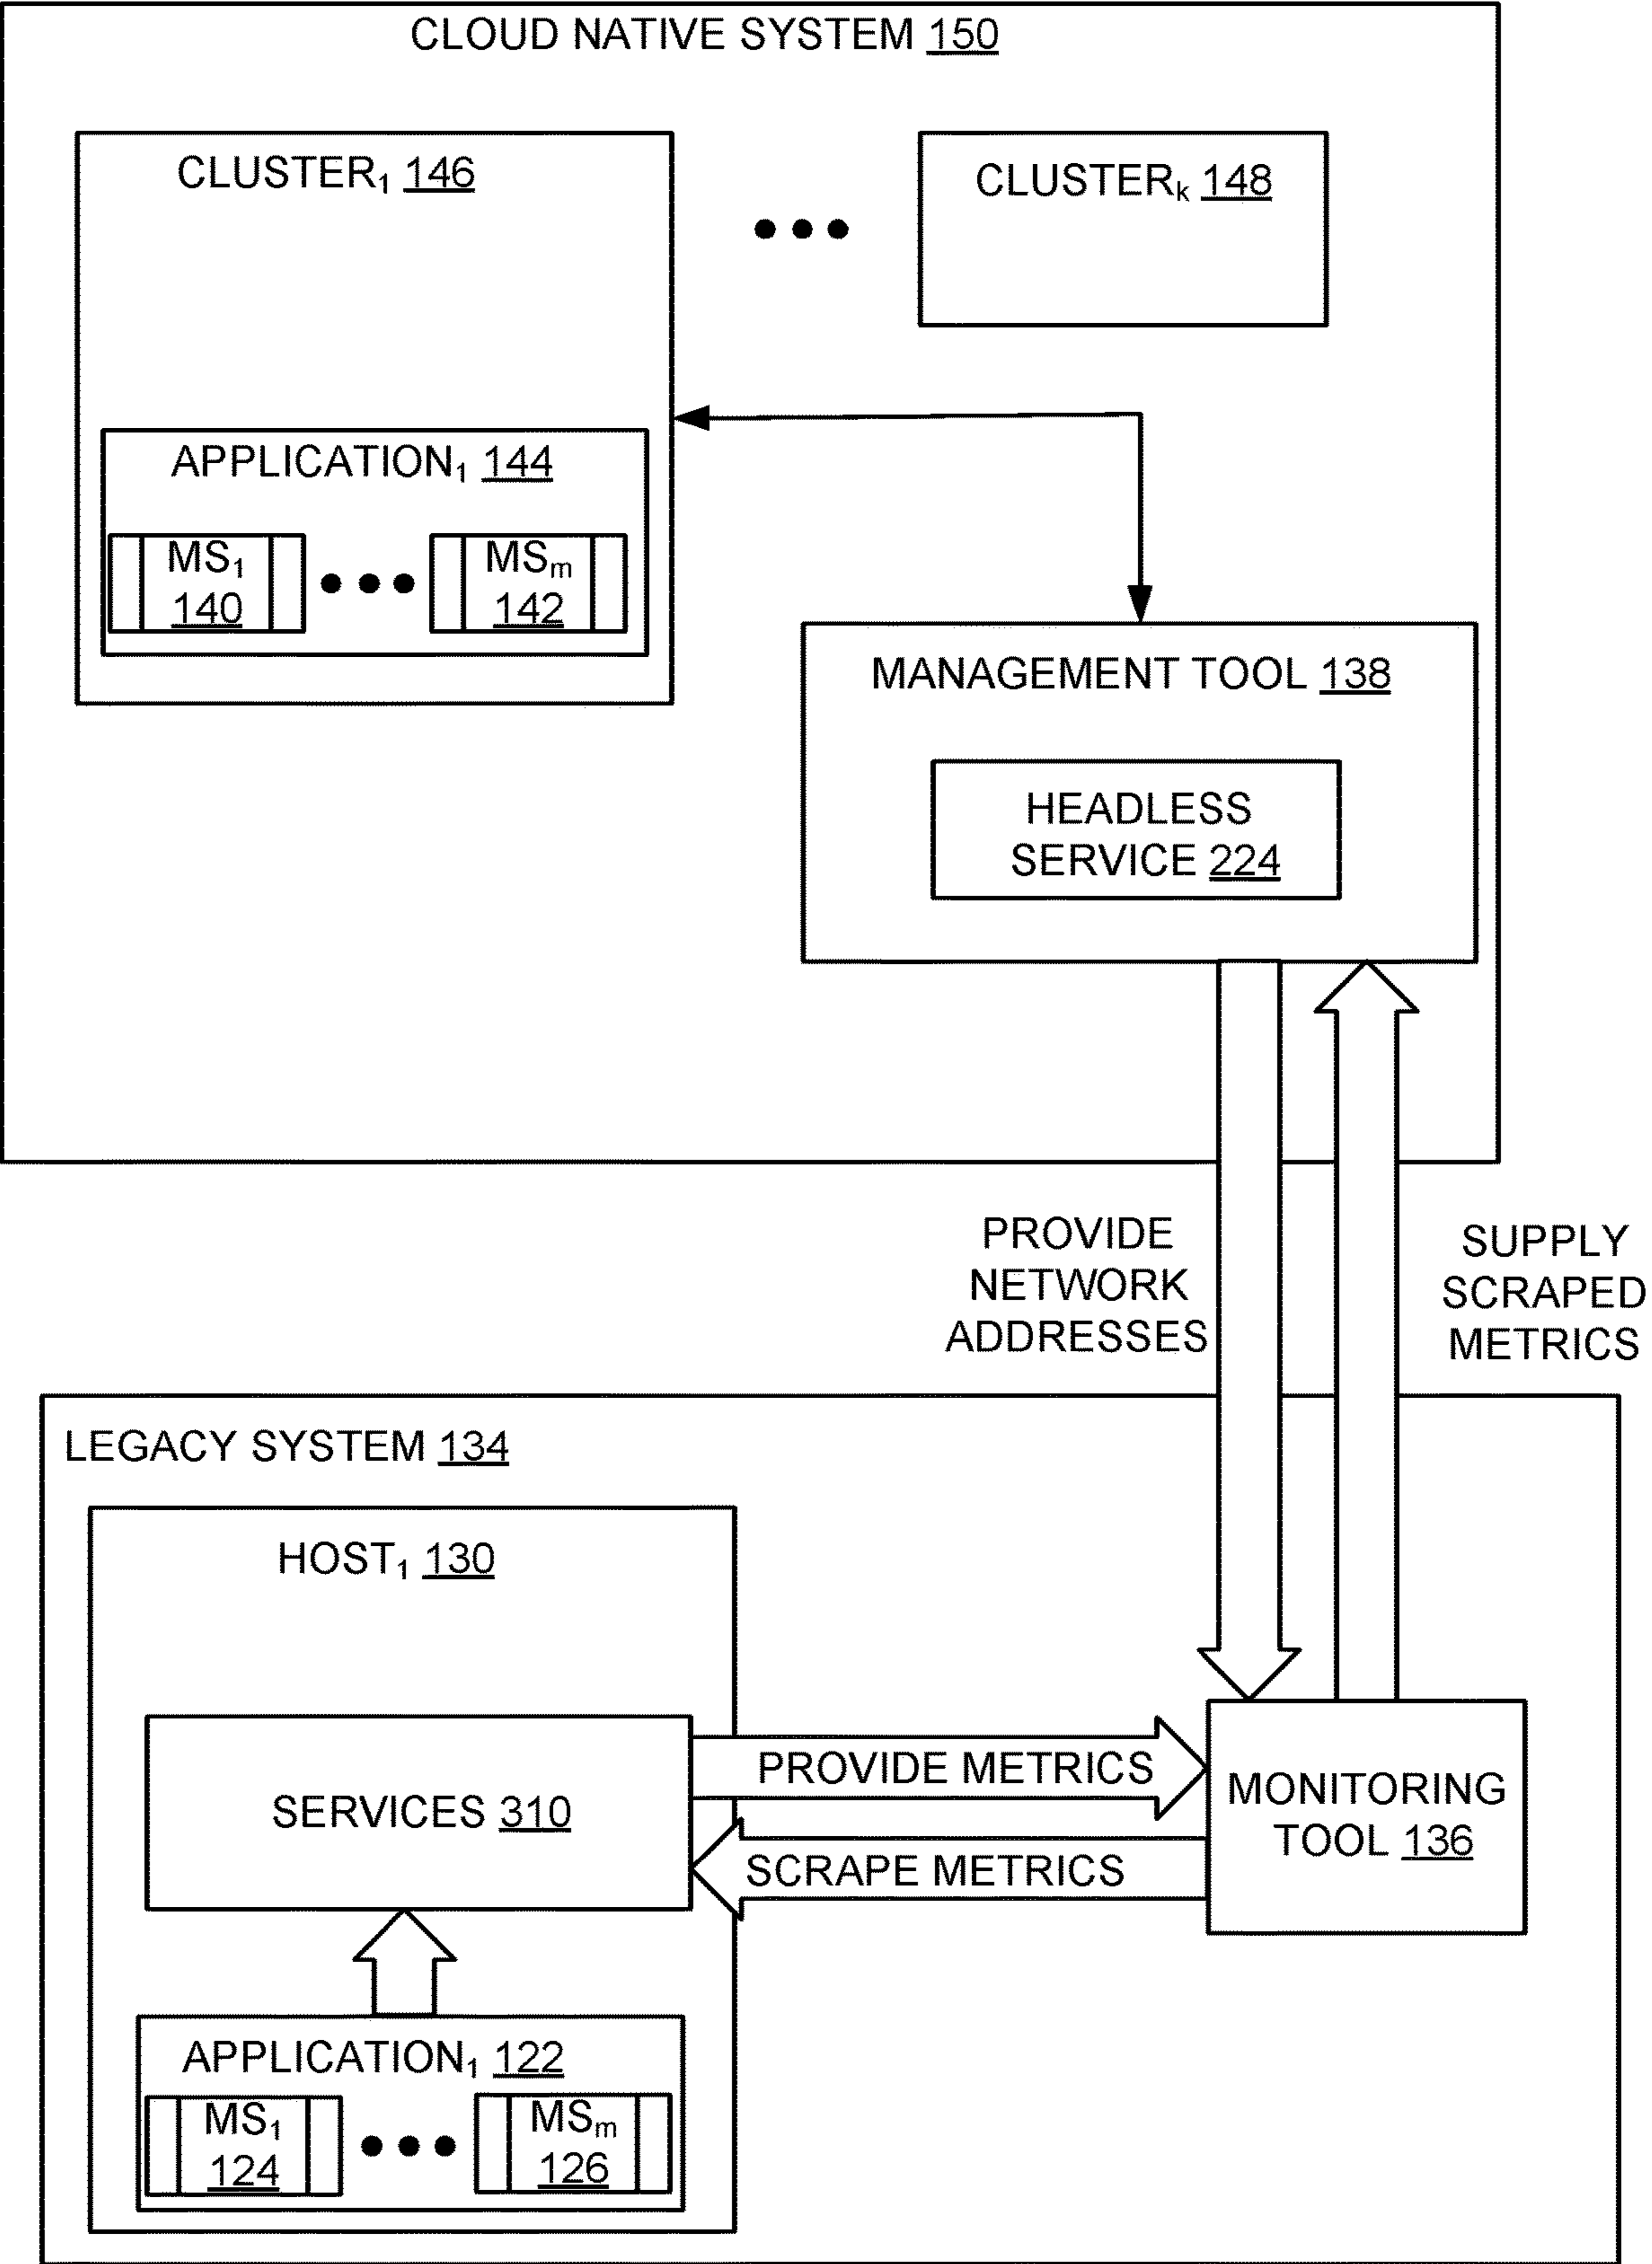 CLOUD NATIVE SYSTEM 150
CLUSTER₁ 146
CLUSTERₖ 148
APPLICATION₁ 144
MS₁
140
MSₘ
142
MANAGEMENT TOOL 138
HEADLESS
SERVICE 224
PROVIDE
NETWORK
ADDRESSES
SUPPLY
SCRAPED
METRICS
LEGACY SYSTEM 134
HOST₁ 130
SERVICES 310
PROVIDE METRICS
SCRAPE METRICS
MONITORING
TOOL 136
APPLICATION₁ 122
MS₁
124
MSₘ
126